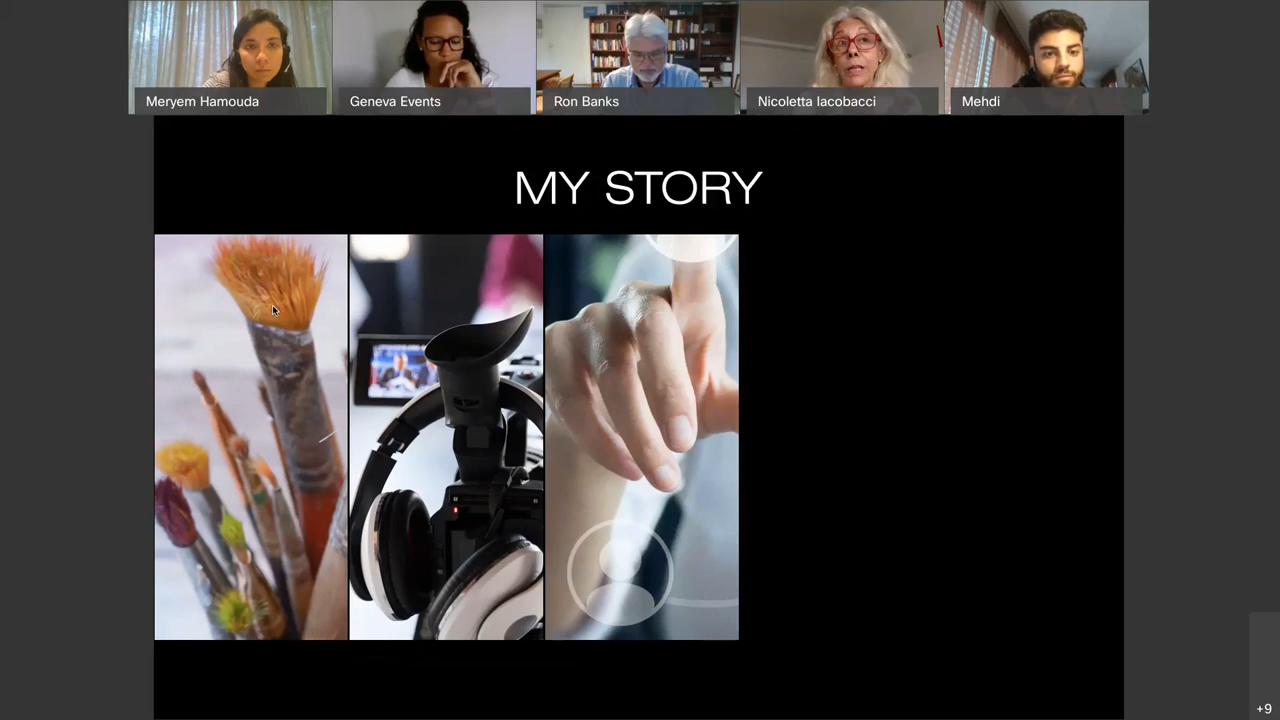 Meryem Hamouda
Geneva Events
Ron Banks
Nicoletta Iacobacci
Mehdi
MY STORY
+9